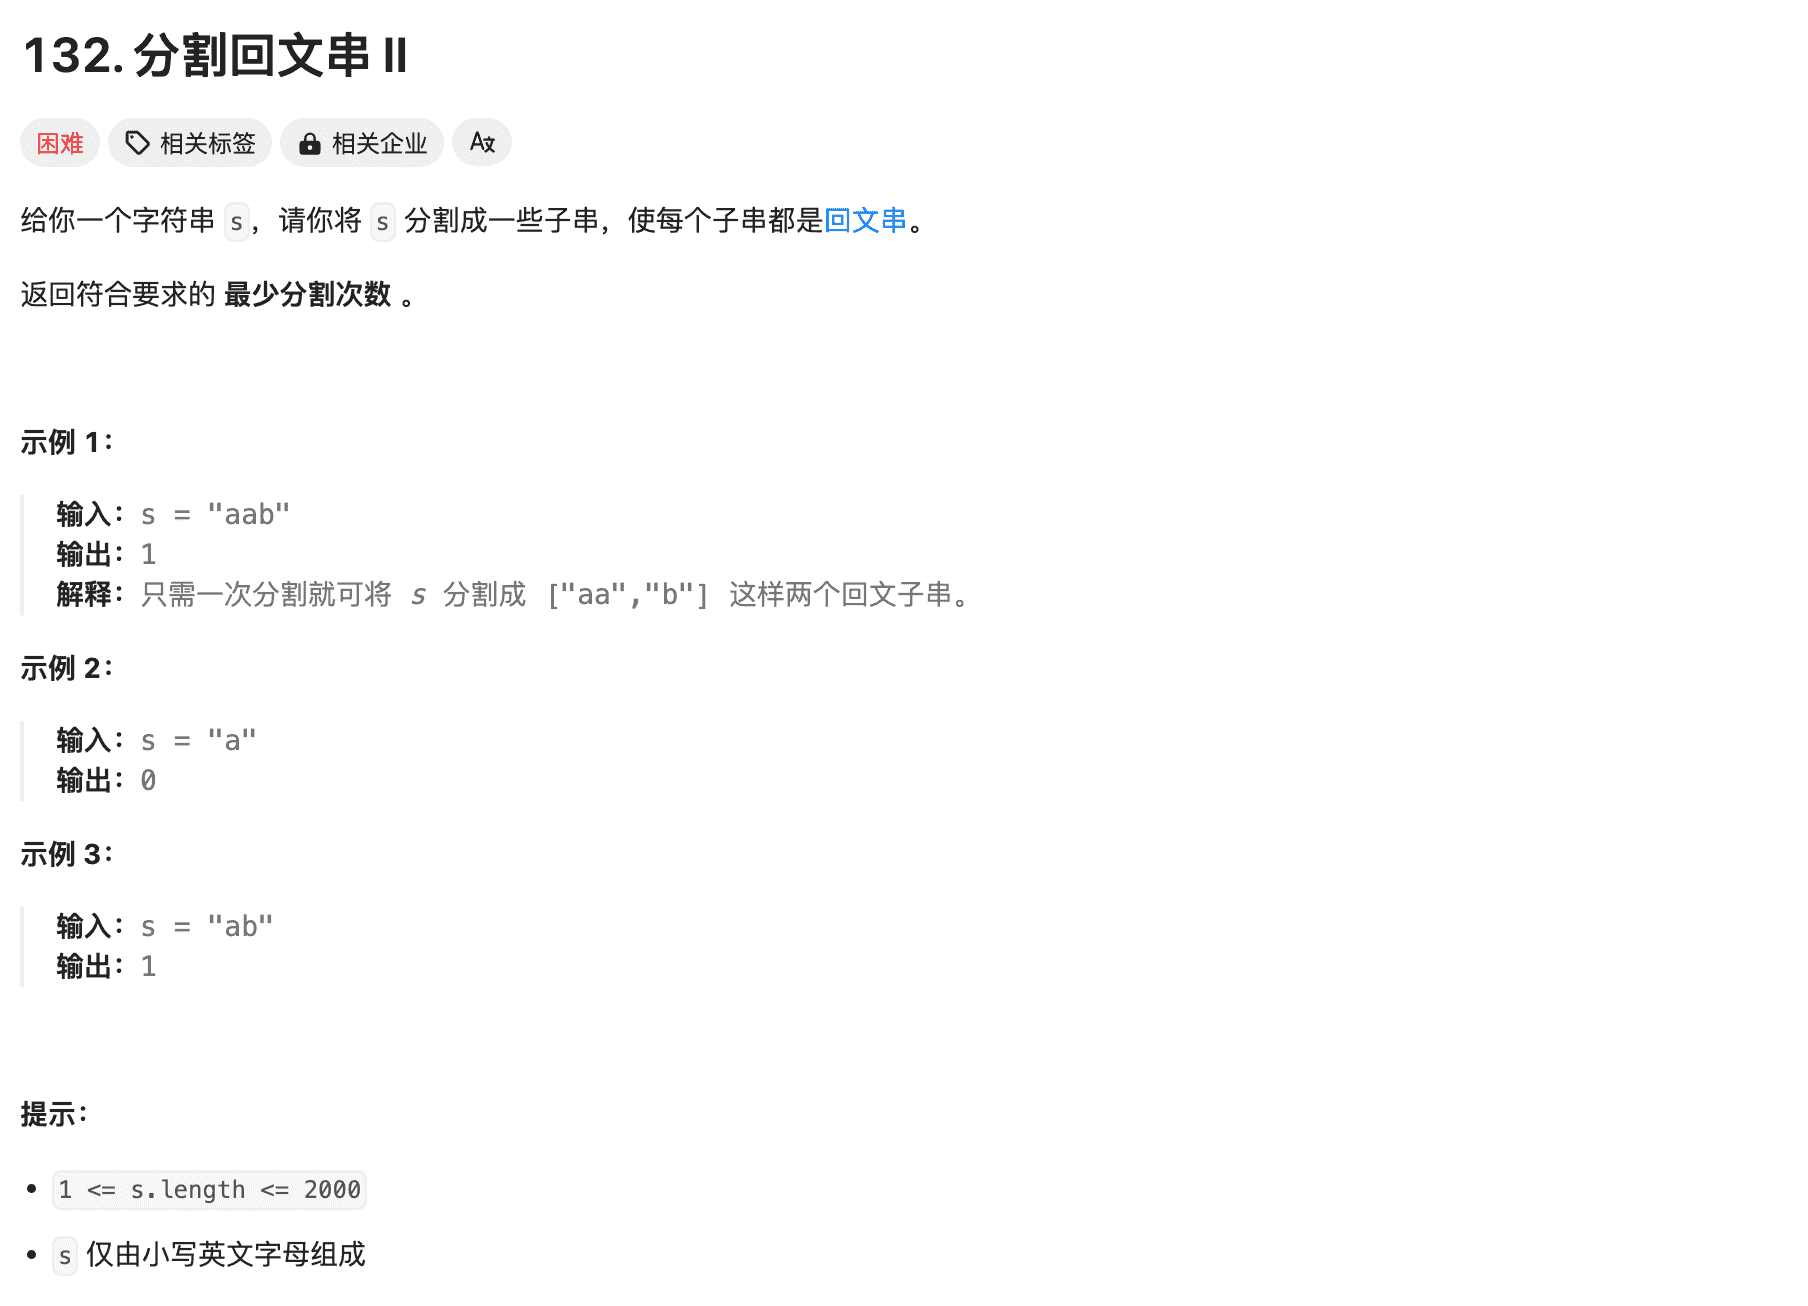 132. 分割回文串 II
困难 相关标签 相关企业
给你一个字符串 s，请你将 s 分割成一些子串，使每个子串都是回文串。
返回符合要求的 最少分割次数 。
示例 1：
输入：s = "aab"
输出：1
解释：只需一次分割就可将 s 分割成 ["aa","b"] 这样两个回文子串。
示例 2：
输入：s = "a"
输出：0
示例 3：
输入：s = "ab"
输出：1
提示：
• 1 <= s.length <= 2000
• s 仅由小写英文字母组成